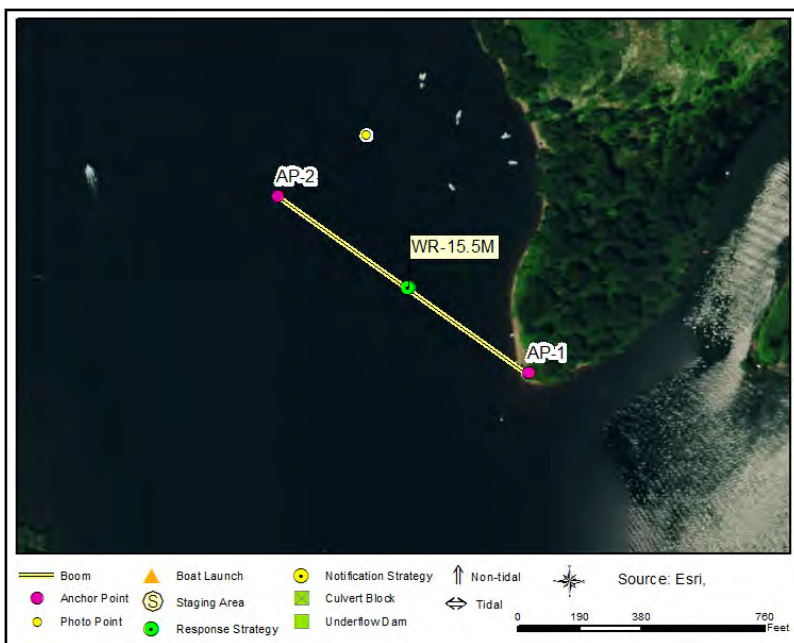 AP-2
WR-15.5M
AP-1
Boom
Boat Launch
Notification Strategy
Non-tidal
Source: Esri,
Anchor Point
S
Staging Area
Culvert Block
Tidal
Photo Point
Response Strategy
Underflow Dam
0 190 380 760
Feet